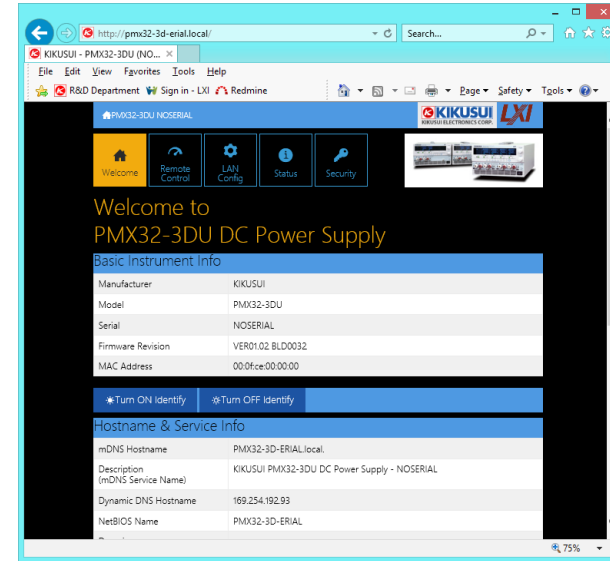 http://pmx32-3d-erial.local/
Search...
KIKUSUI - PMX32-3DU (NO...
File Edit View Favorites Tools Help
R&D Department Sign in - LXI Redmine Page Safety Tools
PMX32-3DU NOSERIAL
KIKUSUI LXI
KIKUSUI ELECTRONICS CORP.
Welcome
Remote Control
LAN Config
Status
Security
Welcome to
PMX32-3DU DC Power Supply
Basic Instrument Info
Manufacturer KIKUSUI
Model PMX32-3DU
Serial NOSERIAL
Firmware Revision VER01.02 BLD0032
MAC Address 00:0f:ce:00:00:00
Turn ON Identify Turn OFF Identify
Hostname & Service Info
mDNS Hostname PMX32-3D-ERIAL.local.
Description KIKUSUI PMX32-3DU DC Power Supply - NOSERIAL
(mDNS Service Name)
Dynamic DNS Hostname 169.254.192.93
NetBIOS Name PMX32-3D-ERIAL
75%